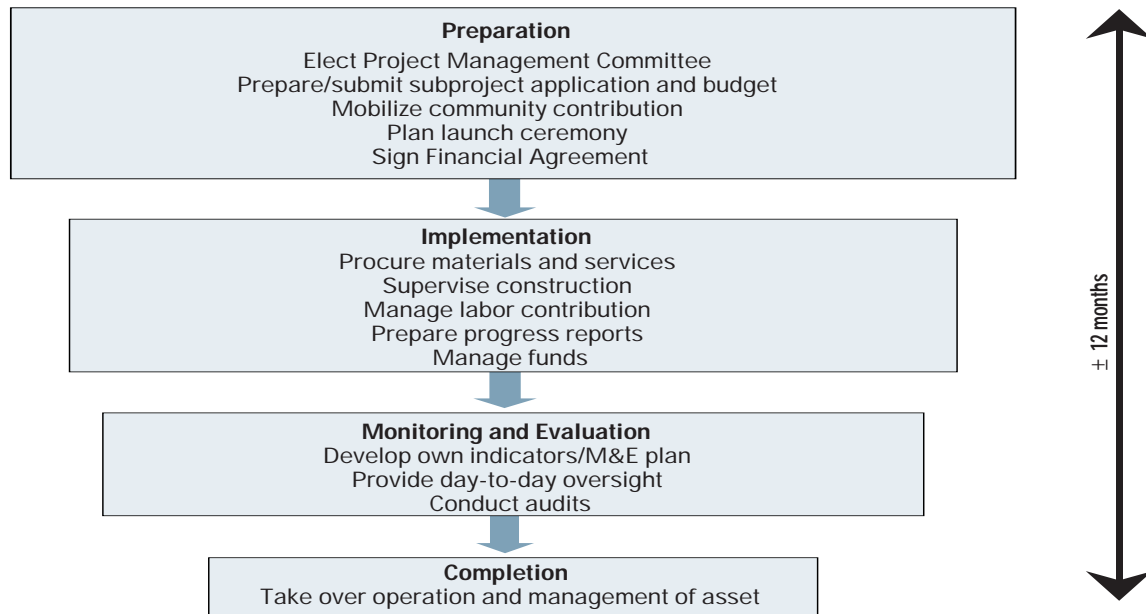 Preparation
Elect Project Management Committee
Prepare/submit subproject application and budget
Mobilize community contribution
Plan launch ceremony
Sign Financial Agreement
Implementation
Procure materials and services
Supervise construction
Manage labor contribution
Prepare progress reports
Manage funds
Monitoring and Evaluation
Develop own indicators/M&E plan
Provide day-to-day oversight
Conduct audits
Completion
Take over operation and management of asset
± 12 months